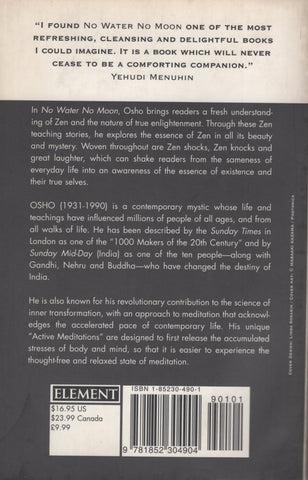 "I FOUND NO WATER NO MOON ONE OF THE MOST
REFRESHING, CLEANSING AND DELIGHTFUL BOOKS
I COULD IMAGINE. IT IS A BOOK WHICH WILL NEVER
CEASE TO BE A COMFORTING COMPANION."
YEHUDI MENUHIN
In No Water No Moon, Osho brings readers a fresh understand-
ing of Zen and the nature of true enlightenment. Through these Zen
teaching stories, he explores the essence of Zen in all its beauty
and mystery. Woven throughout are Zen shocks, Zen knocks and
great laughter, which can shake readers from the sameness of
everyday life into an awareness of the essence of existence and
their true selves.
OSHO (1931-1990) is a contemporary mystic whose life and
teachings have influenced millions of people of all ages, and from
all walks of life. He has been described by the Sunday Times in
London as one of the "1000 Makers of the 20th Century" and by
Sunday Mid-Day (India) as one of the ten people—along with
Gandhi, Nehru and Buddha—who have changed the destiny of
India.
He is also known for his revolutionary contribution to the science of
inner transformation, with an approach to meditation that acknowl-
edges the accelerated pace of contemporary life. His unique
"Active Meditations" are designed to first release the accumulated
stresses of body and mind, so that it is easier to experience the
thought-free and relaxed state of meditation.
ELEMENT
$16.95 US
$23.99 Canada
£9.99
ISBN 1-85230-490-1
90101
9 781852 304904
COVER DESIGN: LINDA
COVER ART: © MASAAKI KAZAMA / PHOTONICA